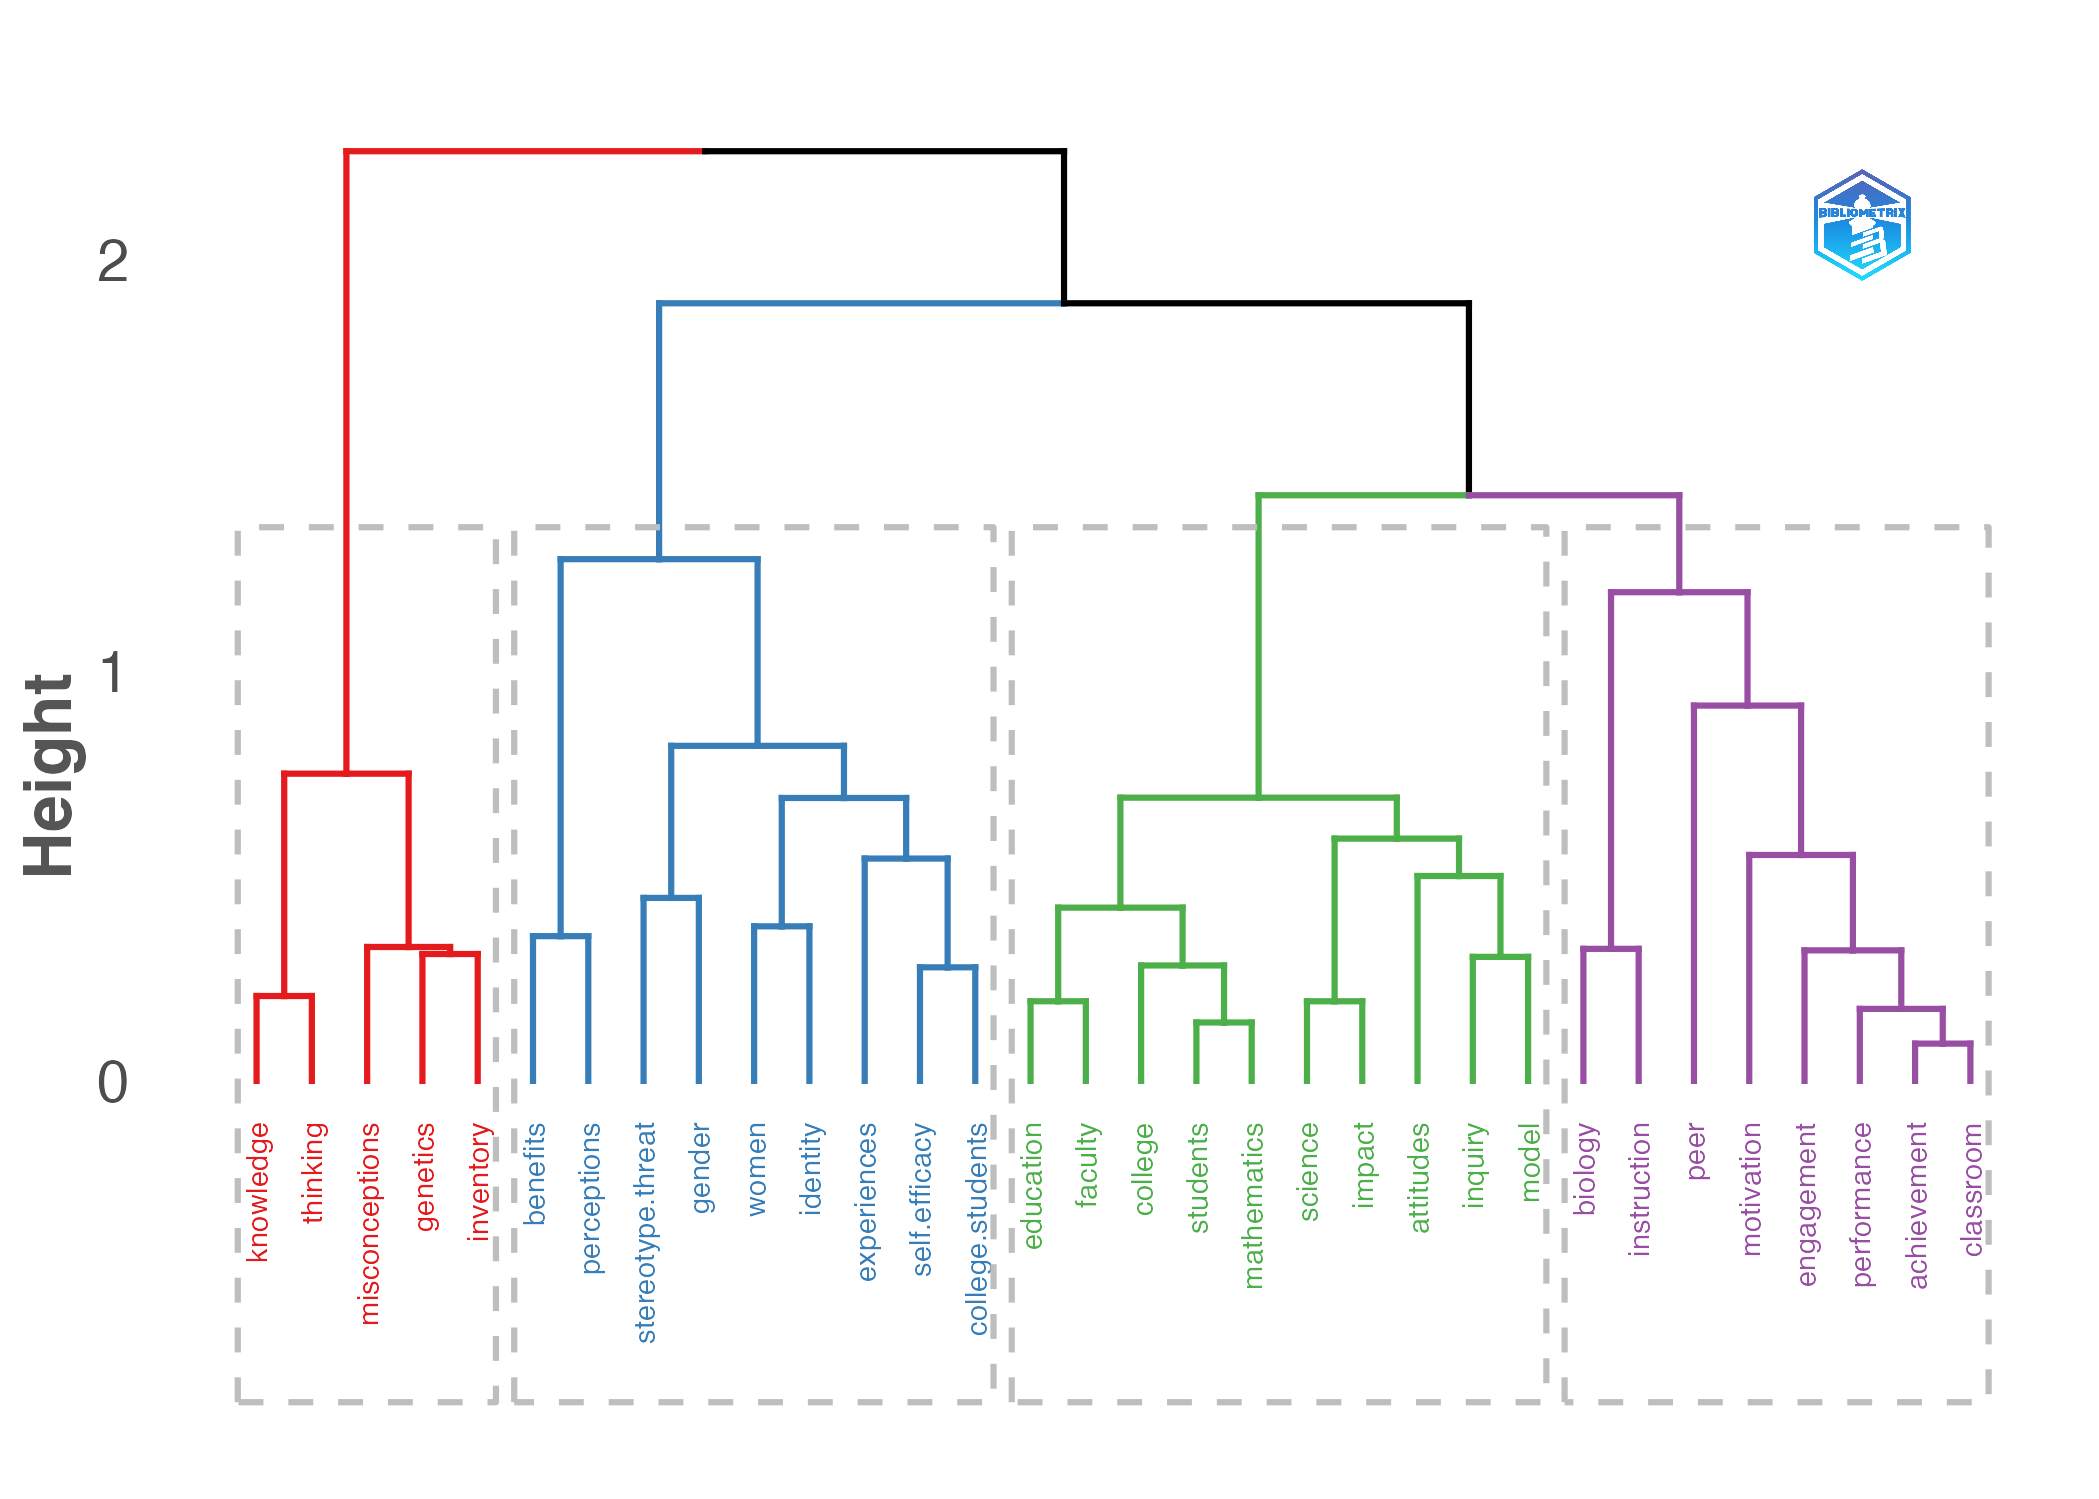 BIBLIOMETRIX
2
1
0
Height
knowledge
thinking
misconceptions
genetics
inventory
benefits
perceptions
stereotype.threat
gender
women
identity
experiences
self.efficacy
college.students
education
faculty
college
students
mathematics
science
impact
attitudes
inquiry
model
biology
instruction
peer
motivation
engagement
performance
achievement
classroom